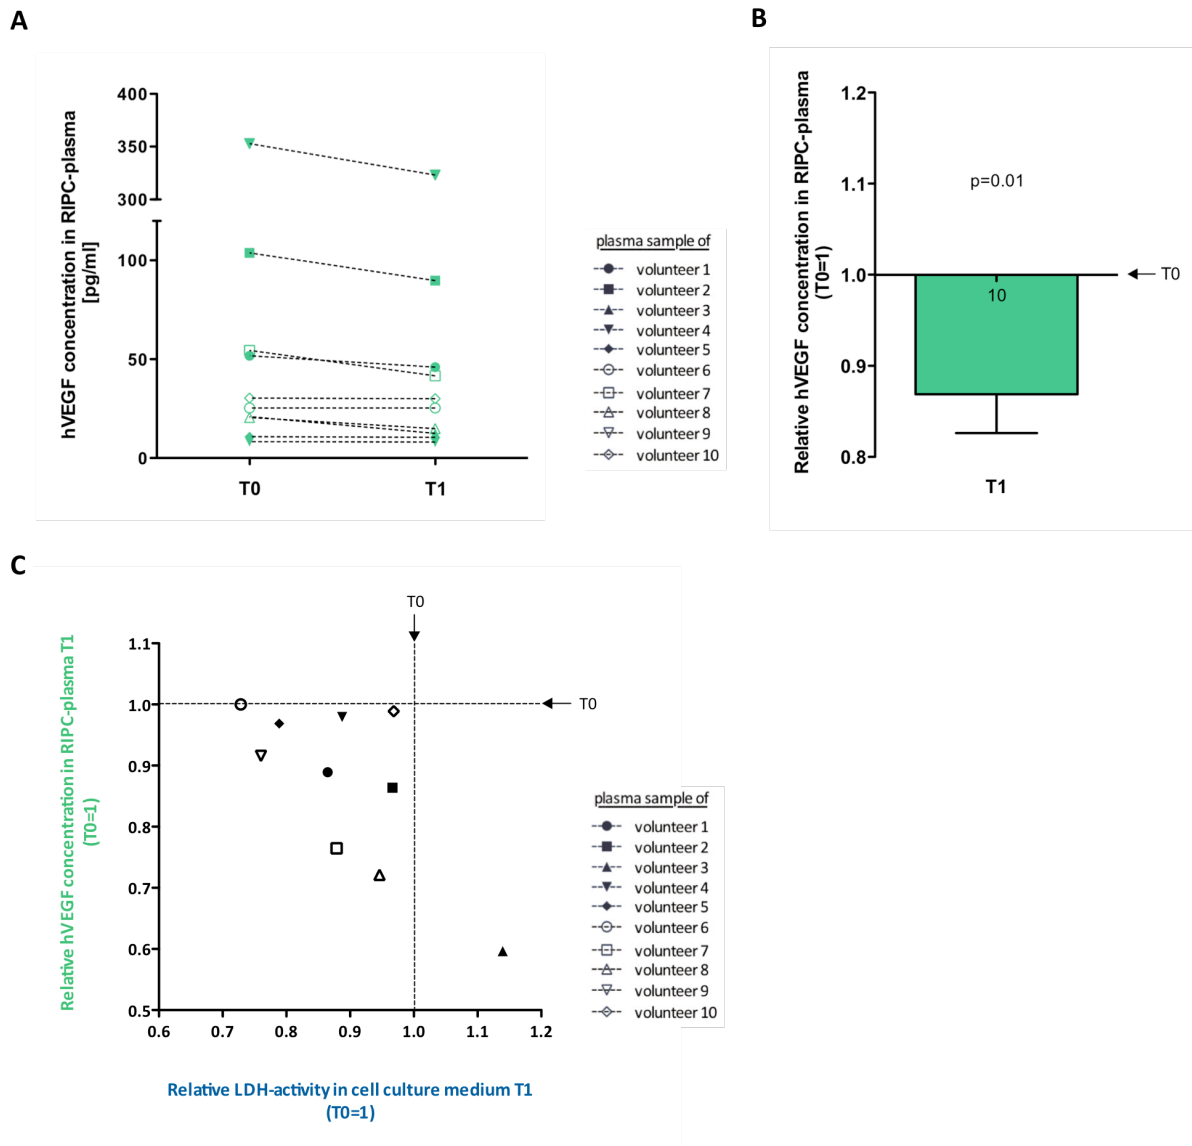 A
hVEGF concentration in RIPC-plasma
[pg/ml]
400
350
300
100
50
0
T0
T1
plasma sample of
volunteer 1
volunteer 2
volunteer 3
volunteer 4
volunteer 5
volunteer 6
volunteer 7
volunteer 8
volunteer 9
volunteer 10
B
Relative hVEGF concentration in RIPC-plasma
(T0=1)
1.2
1.1
1.0
0.9
0.8
p=0.01
10
T0
T1
C
Relative hVEGF concentration in RIPC-plasma T1
(T0=1)
T0
1.1
1.0
0.9
0.8
0.7
0.6
0.5
T0
0.6
0.7
0.8
0.9
1.0
1.1
1.2
Relative LDH-activity in cell culture medium T1
(T0=1)
plasma sample of
volunteer 1
volunteer 2
volunteer 3
volunteer 4
volunteer 5
volunteer 6
volunteer 7
volunteer 8
volunteer 9
volunteer 10